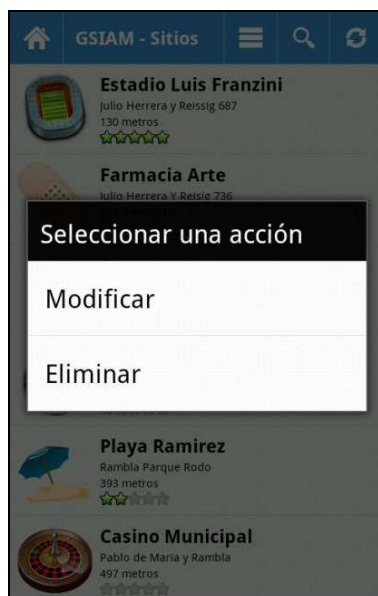 GSIAM - Sitios
Estadio Luis Franzini
Julio Herrera y Reissig 687
130 metros
Farmacia Arte
Julio Herrera Y Reisig 736
Seleccionar una acción
Modificar
Eliminar
Playa Ramirez
Rambla Parque Rodo
393 metros
Casino Municipal
Pablo de Maria y Rambla
497 metros